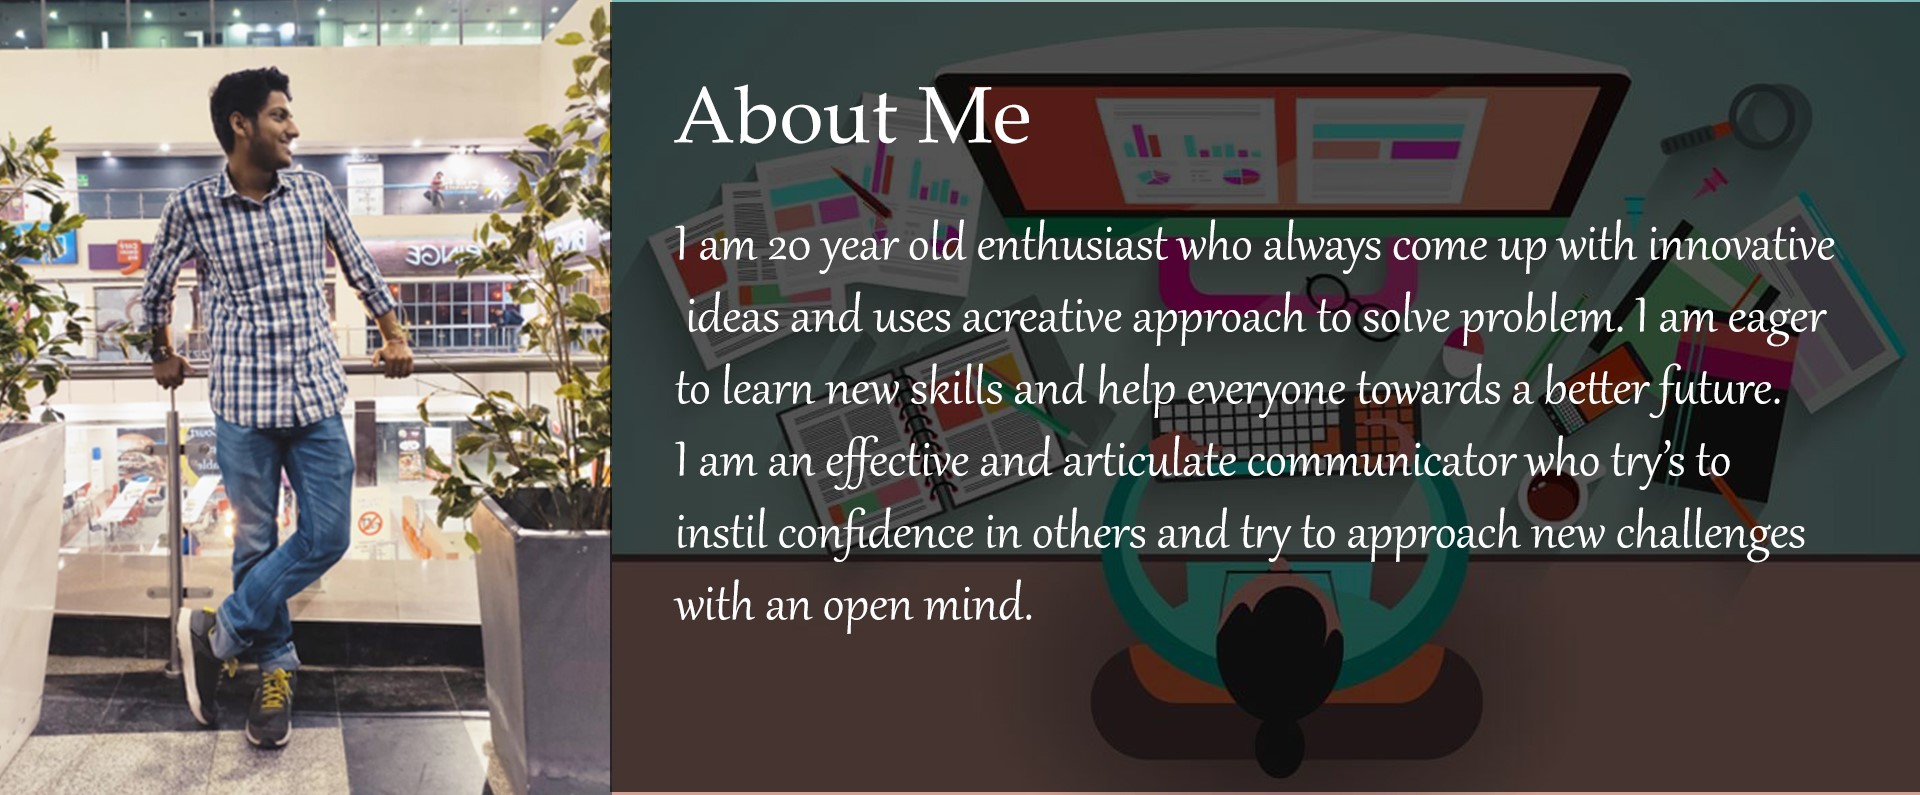 About Me
I am 20 year old enthusiast who always come up with innovative
ideas and uses acreative approach to solve problem. I am eager
to learn new skills and help everyone towards a better future.
I am an effective and articulate communicator who try's to
instil confidence in others and try to approach new challenges
with an open mind.